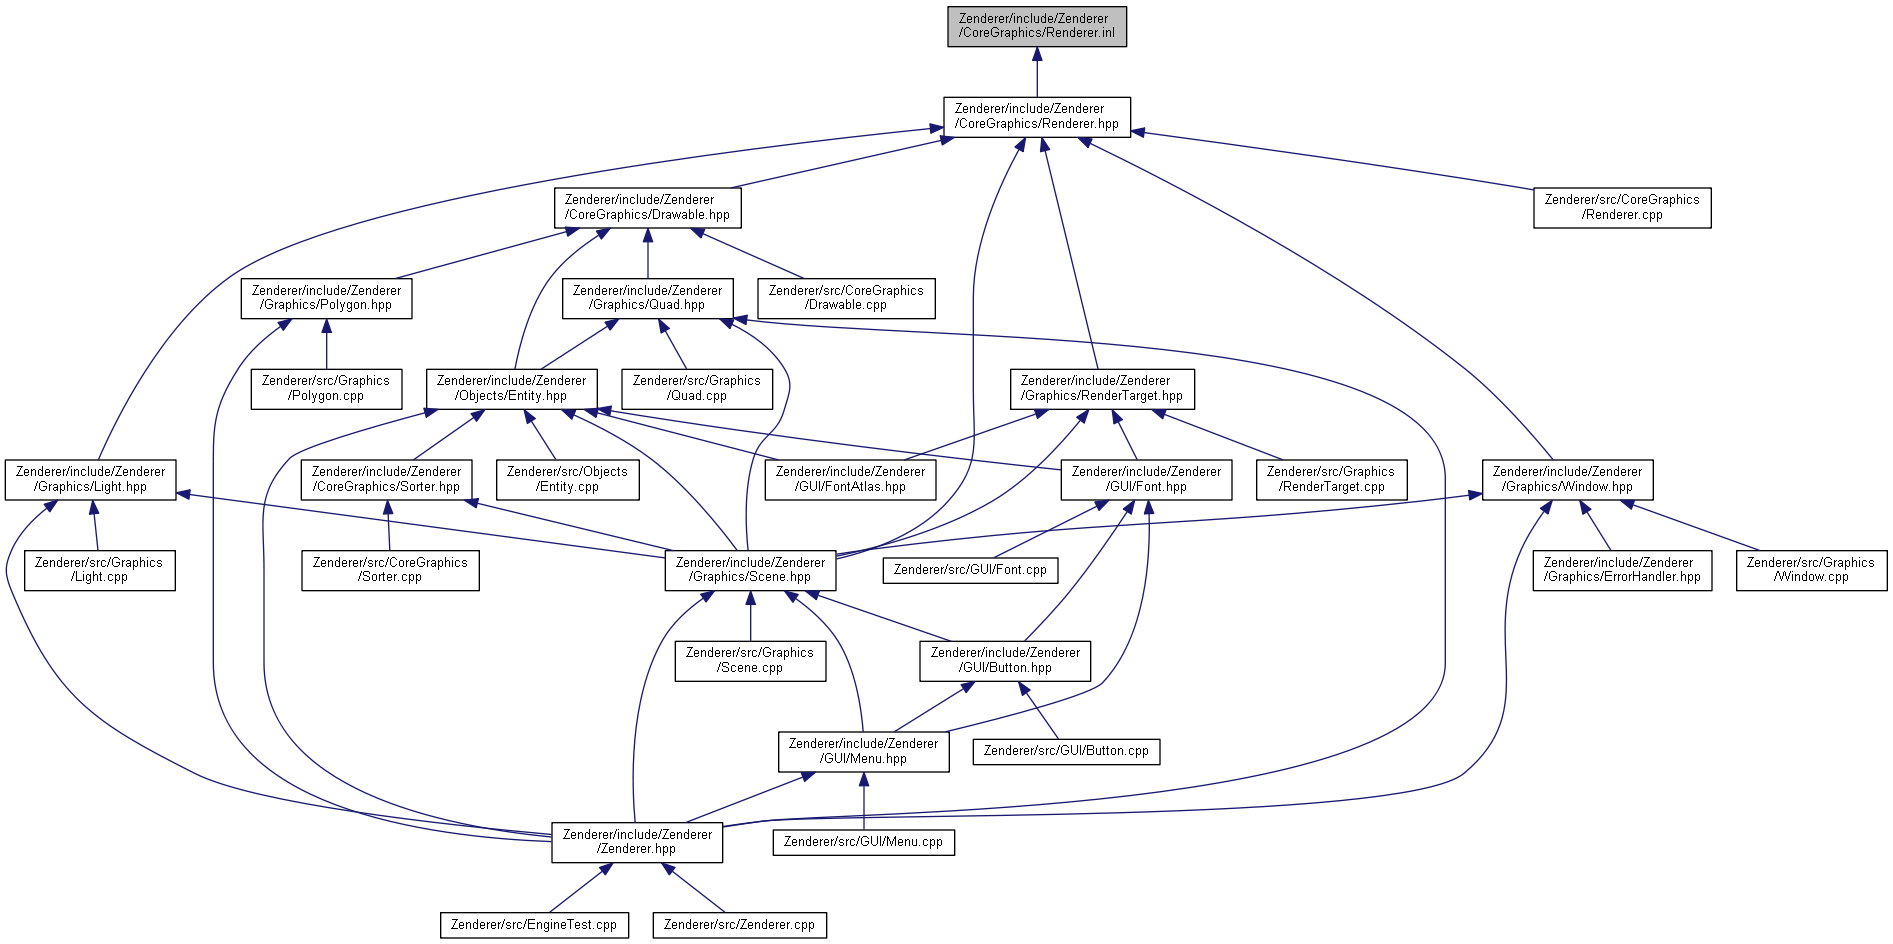 Zenderer/include/Zenderer
/CoreGraphics/Renderer.inl
Zenderer/include/Zenderer
/CoreGraphics/Renderer.hpp
Zenderer/include/Zenderer
/CoreGraphics/Drawable.hpp
Zenderer/src/CoreGraphics
/Renderer.cpp
Zenderer/include/Zenderer
/Graphics/Polygon.hpp
Zenderer/include/Zenderer
/Graphics/Quad.hpp
Zenderer/src/CoreGraphics
/Drawable.cpp
Zenderer/src/Graphics
/Polygon.cpp
Zenderer/include/Zenderer
/Objects/Entity.hpp
Zenderer/src/Graphics
/Quad.cpp
Zenderer/include/Zenderer
/Graphics/RenderTarget.hpp
Zenderer/include/Zenderer
/Graphics/Light.hpp
Zenderer/include/Zenderer
/CoreGraphics/Sorter.hpp
Zenderer/src/Objects
/Entity.cpp
Zenderer/include/Zenderer
/GUI/FontAtlas.hpp
Zenderer/include/Zenderer
/GUI/Font.hpp
Zenderer/src/Graphics
/RenderTarget.cpp
Zenderer/include/Zenderer
/Graphics/Window.hpp
Zenderer/src/Graphics
/Light.cpp
Zenderer/src/CoreGraphics
/Sorter.cpp
Zenderer/include/Zenderer
/Graphics/Scene.hpp
Zenderer/src/GUI/Font.cpp
Zenderer/include/Zenderer
/Graphics/ErrorHandler.hpp
Zenderer/src/Graphics
/Window.cpp
Zenderer/src/Graphics
/Scene.cpp
Zenderer/include/Zenderer
/GUI/Button.hpp
Zenderer/include/Zenderer
/GUI/Menu.hpp
Zenderer/src/GUI/Button.cpp
Zenderer/include/Zenderer
/Zenderer.hpp
Zenderer/src/GUI/Menu.cpp
Zenderer/src/EngineTest.cpp
Zenderer/src/Zenderer.cpp